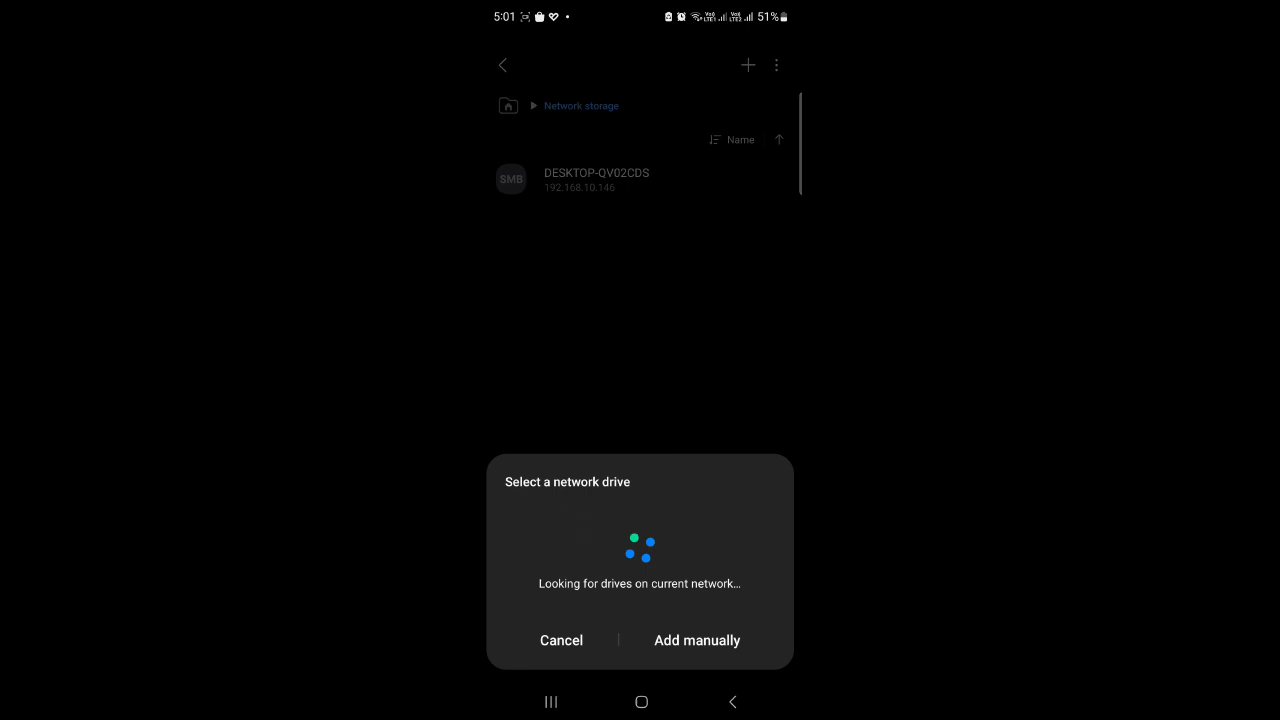 5:01
51%
Network storage
Name
SMB
DESKTOP-QV02CDS
192.168.10.146
Select a network drive
Looking for drives on current network...
Cancel
Add manually